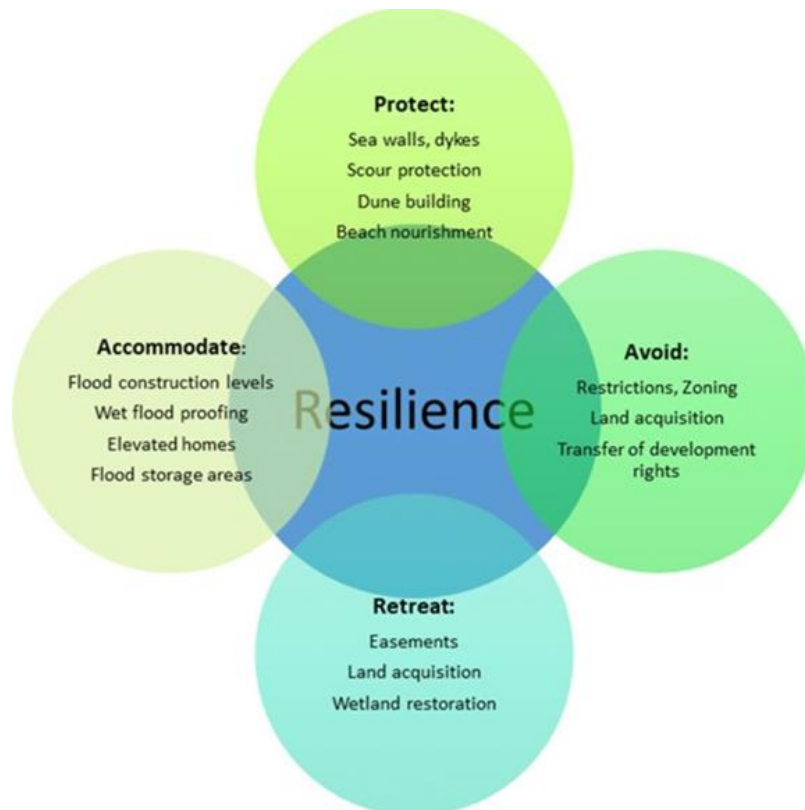 Protect:
Sea walls, dykes
Scour protection
Dune building
Beach nourishment
Accommodate:
Flood construction levels
Wet flood proofing
Elevated homes
Flood storage areas
Resilience
Avoid:
Restrictions, Zoning
Land acquisition
Transfer of development
rights
Retreat:
Easements
Land acquisition
Wetland restoration